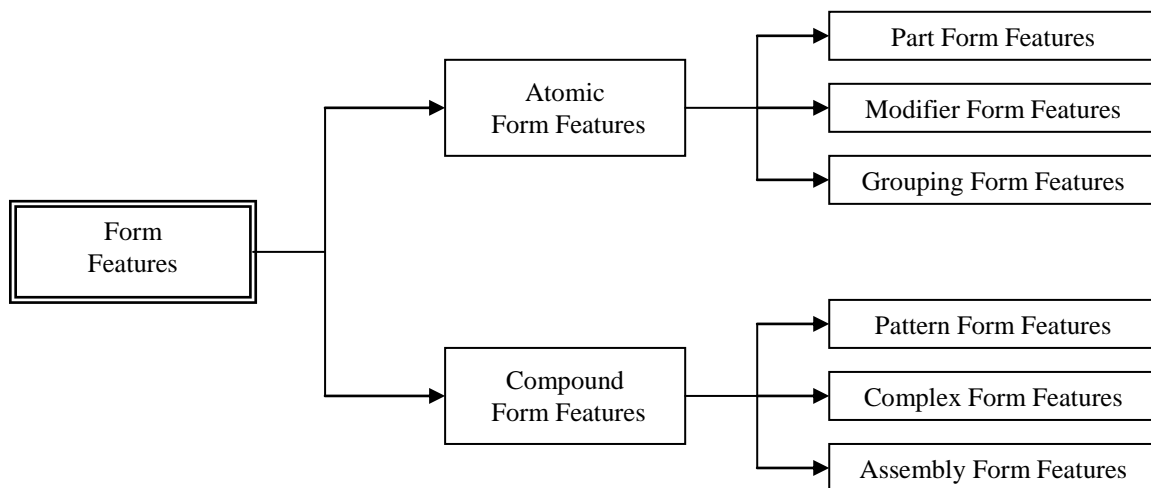 Form
Features
Atomic
Form Features
Part Form Features
Modifier Form Features
Grouping Form Features
Compound
Form Features
Pattern Form Features
Complex Form Features
Assembly Form Features